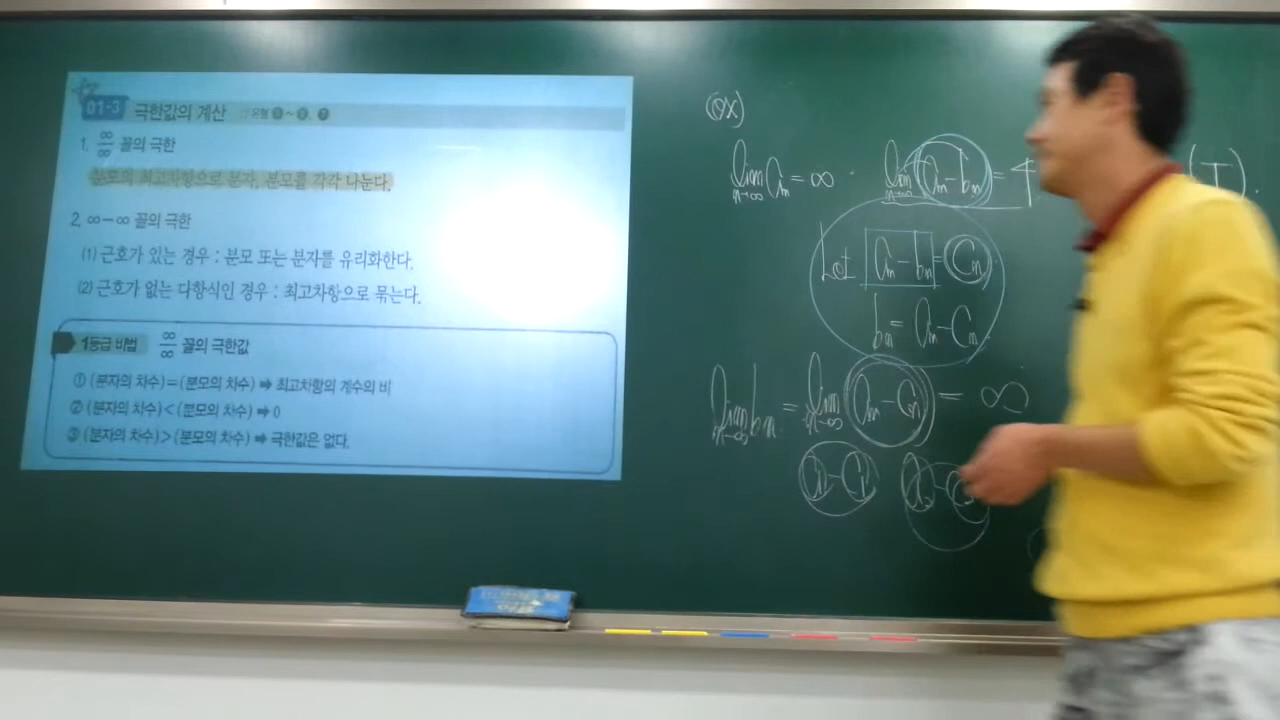 01-3 극한값의 계산
1. ∞/∞ 꼴의 극한
분모의 최고차항으로 분자, 분모를 각각 나눈다.
2. ∞-∞ 꼴의 극한
(1) 근호가 있는 경우 : 분모 또는 분자를 유리화한다.
(2) 근호가 없는 다항식인 경우 : 최고차항으로 묶는다.
1등급 비법 ∞/∞ 꼴의 극한값
① (분자의 차수)=(분모의 차수) ➡ 최고차항의 계수의 비
② (분자의 차수)<(분모의 차수) ➡ 0
③ (분자의 차수)>(분모의 차수) ➡ 극한값은 없다.
(ex)
lim n→∞ an = ∞ lim n→∞ an - bn = (T).
Let an - bn = Cn
bn = an - Cn
lim n→∞ bn = lim n→∞ an - Cn = ∞
a1 - C1 a2 -